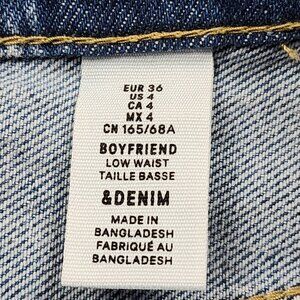 EUR 36
US 4
CA 4
MX 4
CN 165/68A
BOYFRIEND
LOW WAIST
TAILLE BASSE
&DENIM
MADE IN
BANGLADESH
FABRIQUÉ AU
BANGLADESH